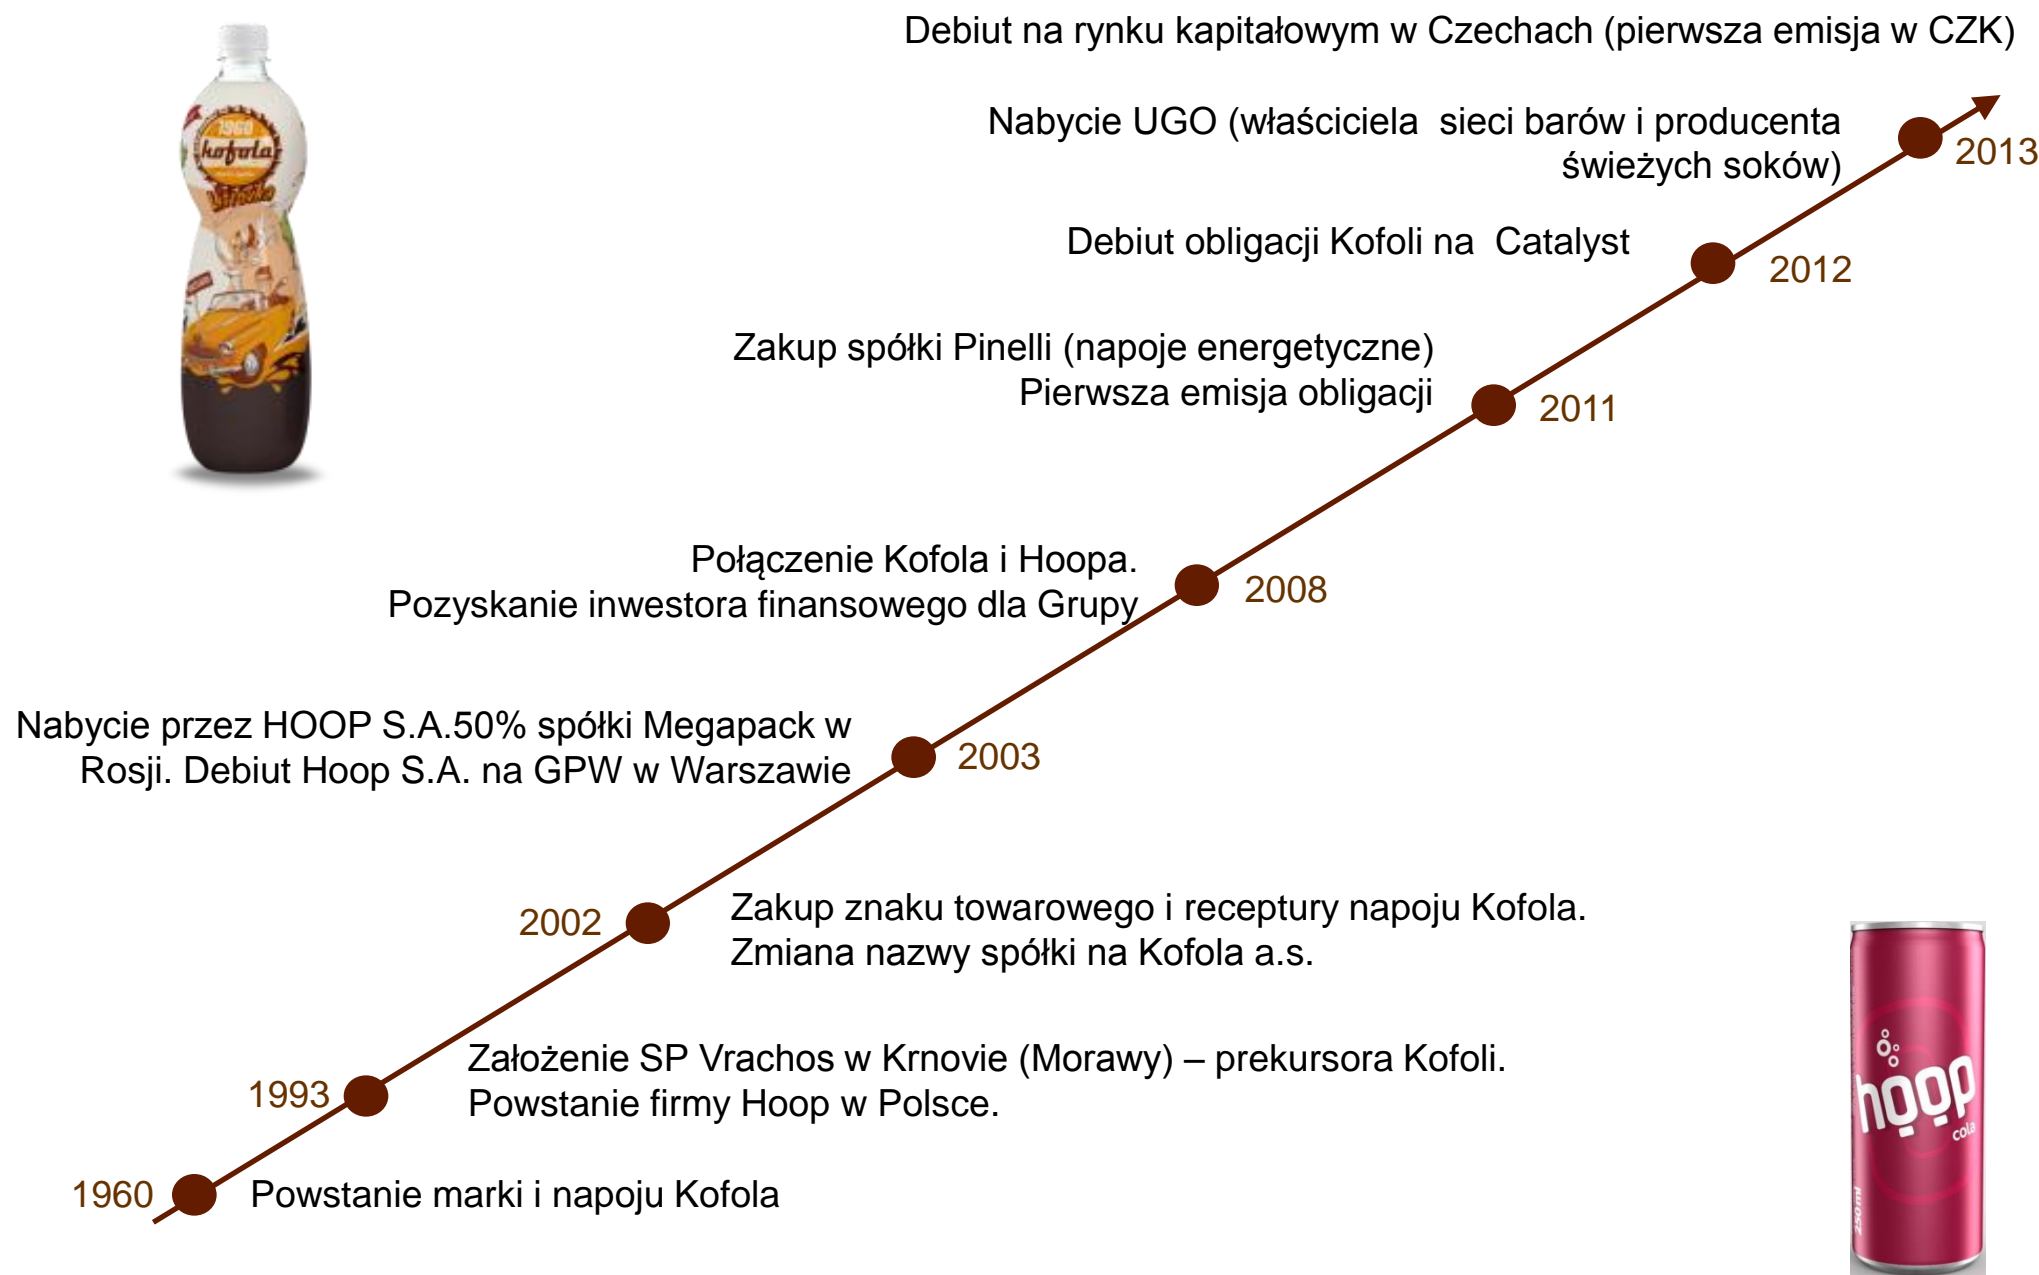 Debiut na rynku kapitałowym w Czechach (pierwsza emisja w CZK)
Nabycie UGO (właściciela  sieci barów i producenta
świeżych soków)
2013
Debiut obligacji Kofoli na  Catalyst
2012
Zakup spółki Pinelli (napoje energetyczne)
Pierwsza emisja obligacji
2011
Połączenie Kofola i Hoopa.
Pozyskanie inwestora finansowego dla Grupy
2008
Nabycie przez HOOP S.A.50% spółki Megapack w
Rosji. Debiut Hoop S.A. na GPW w Warszawie
2003
2002
Zakup znaku towarowego i receptury napoju Kofola.
Zmiana nazwy spółki na Kofola a.s.
1993
Założenie SP Vrachos w Krnovie (Morawy) – prekursora Kofoli.
Powstanie firmy Hoop w Polsce.
1960
Powstanie marki i napoju Kofola
1960
kofola
hoop
cola
250 ml